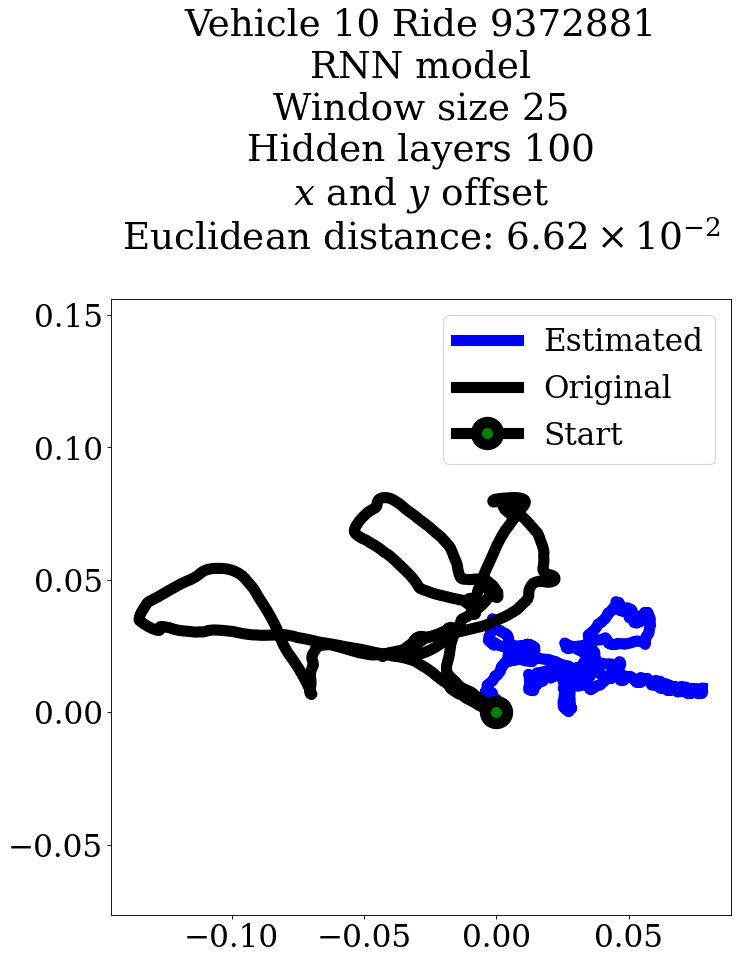 Vehicle 10 Ride 9372881
RNN model
Window size 25
Hidden layers 100
x and y offset
Euclidean distance: 6.62 × 10⁻²
Estimated
Original
Start
0.15
0.10
0.05
0.00
−0.05
−0.10 −0.05 0.00 0.05